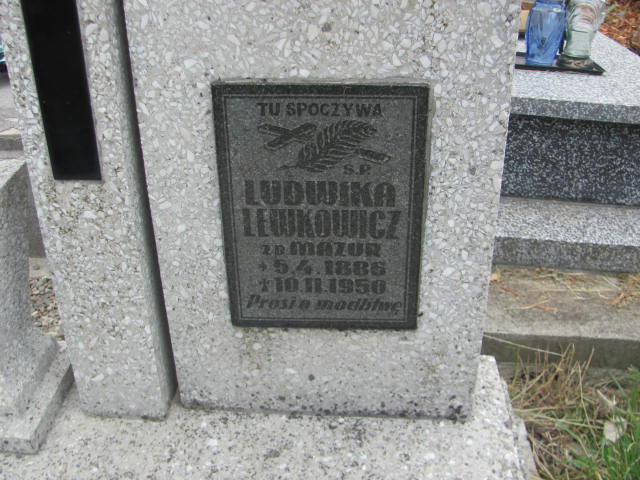 TU SPOCZYWA
Ś.P.
LUDWIKA
LEWKOWICZ
Z D. MAZUR
* 5.4.1886
† 10.11.1950
Prosi o modlitwę